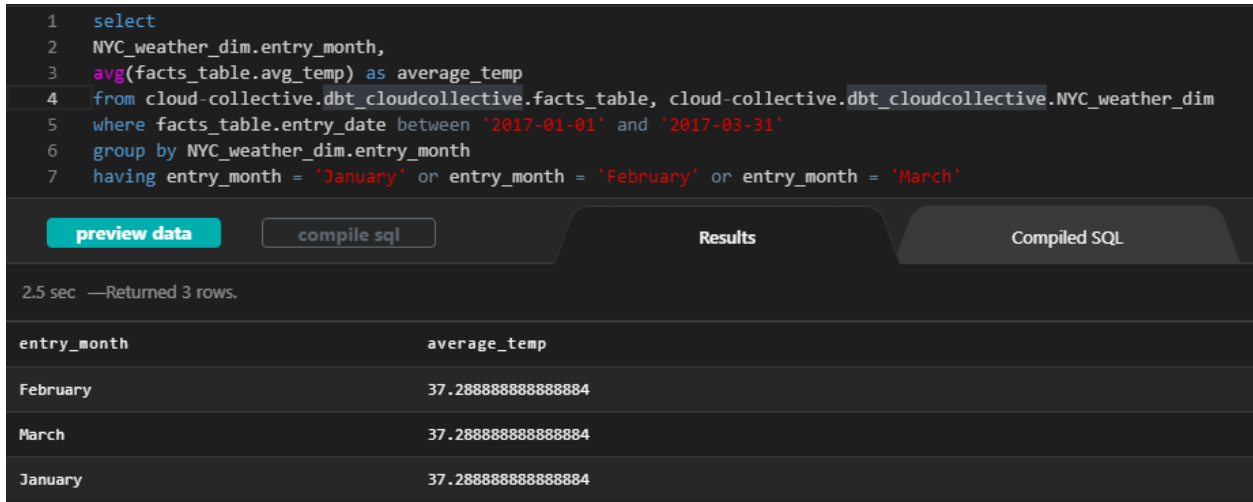 1 select
2 NYC_weather_dim.entry_month,
3 avg(facts_table.avg_temp) as average_temp
4 from cloud-collective.dbt_cloudcollective.facts_table, cloud-collective.dbt_cloudcollective.NYC_weather_dim
5 where facts_table.entry_date between '2017-01-01' and '2017-03-31'
6 group by NYC_weather_dim.entry_month
7 having entry_month = 'January' or entry_month = 'February' or entry_month = 'March'
preview data compile sql Results Compiled SQL
2.5 sec —Returned 3 rows.
entry_month average_temp
February 37.288888888888884
March 37.288888888888884
January 37.288888888888884